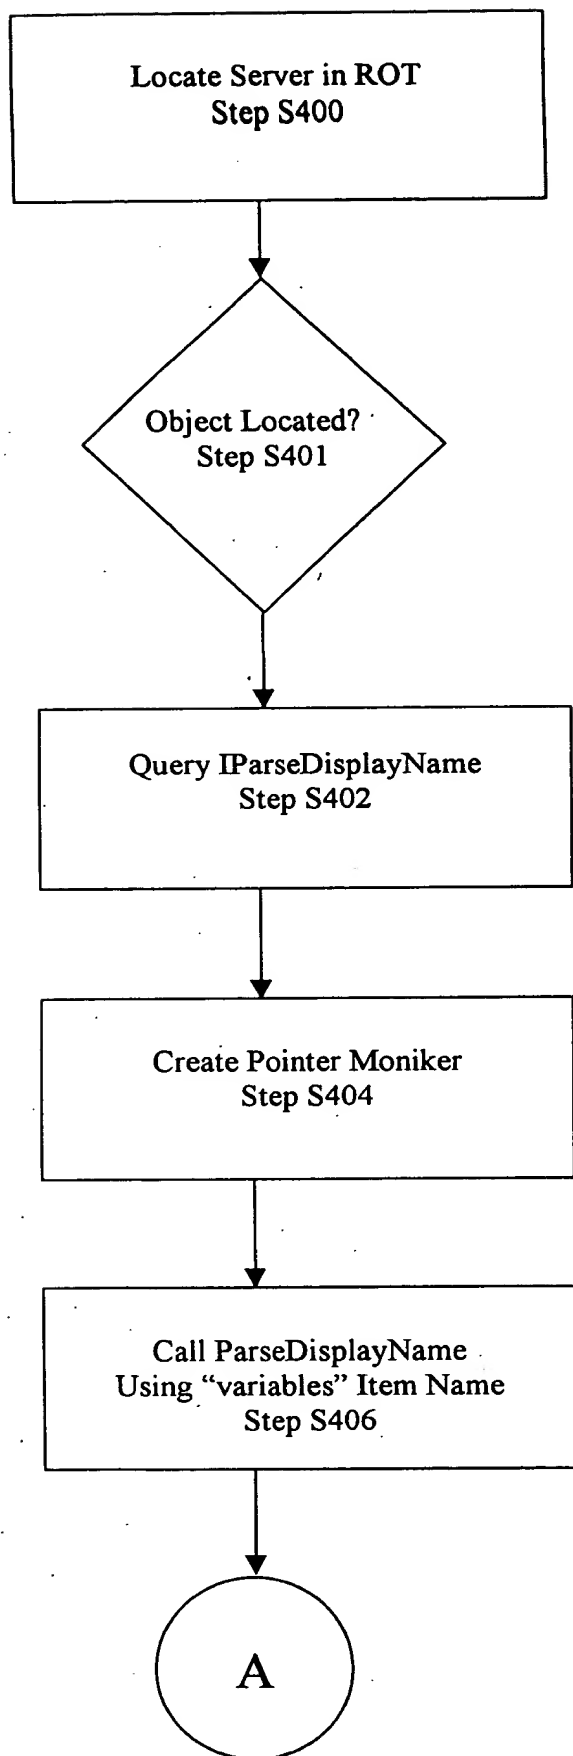 Locate Server in ROT
Step S400
Object Located?
Step S401
Query IParseDisplayName
Step S402
Create Pointer Moniker
Step S404
Call ParseDisplayName
Using “variables” Item Name
Step S406
A